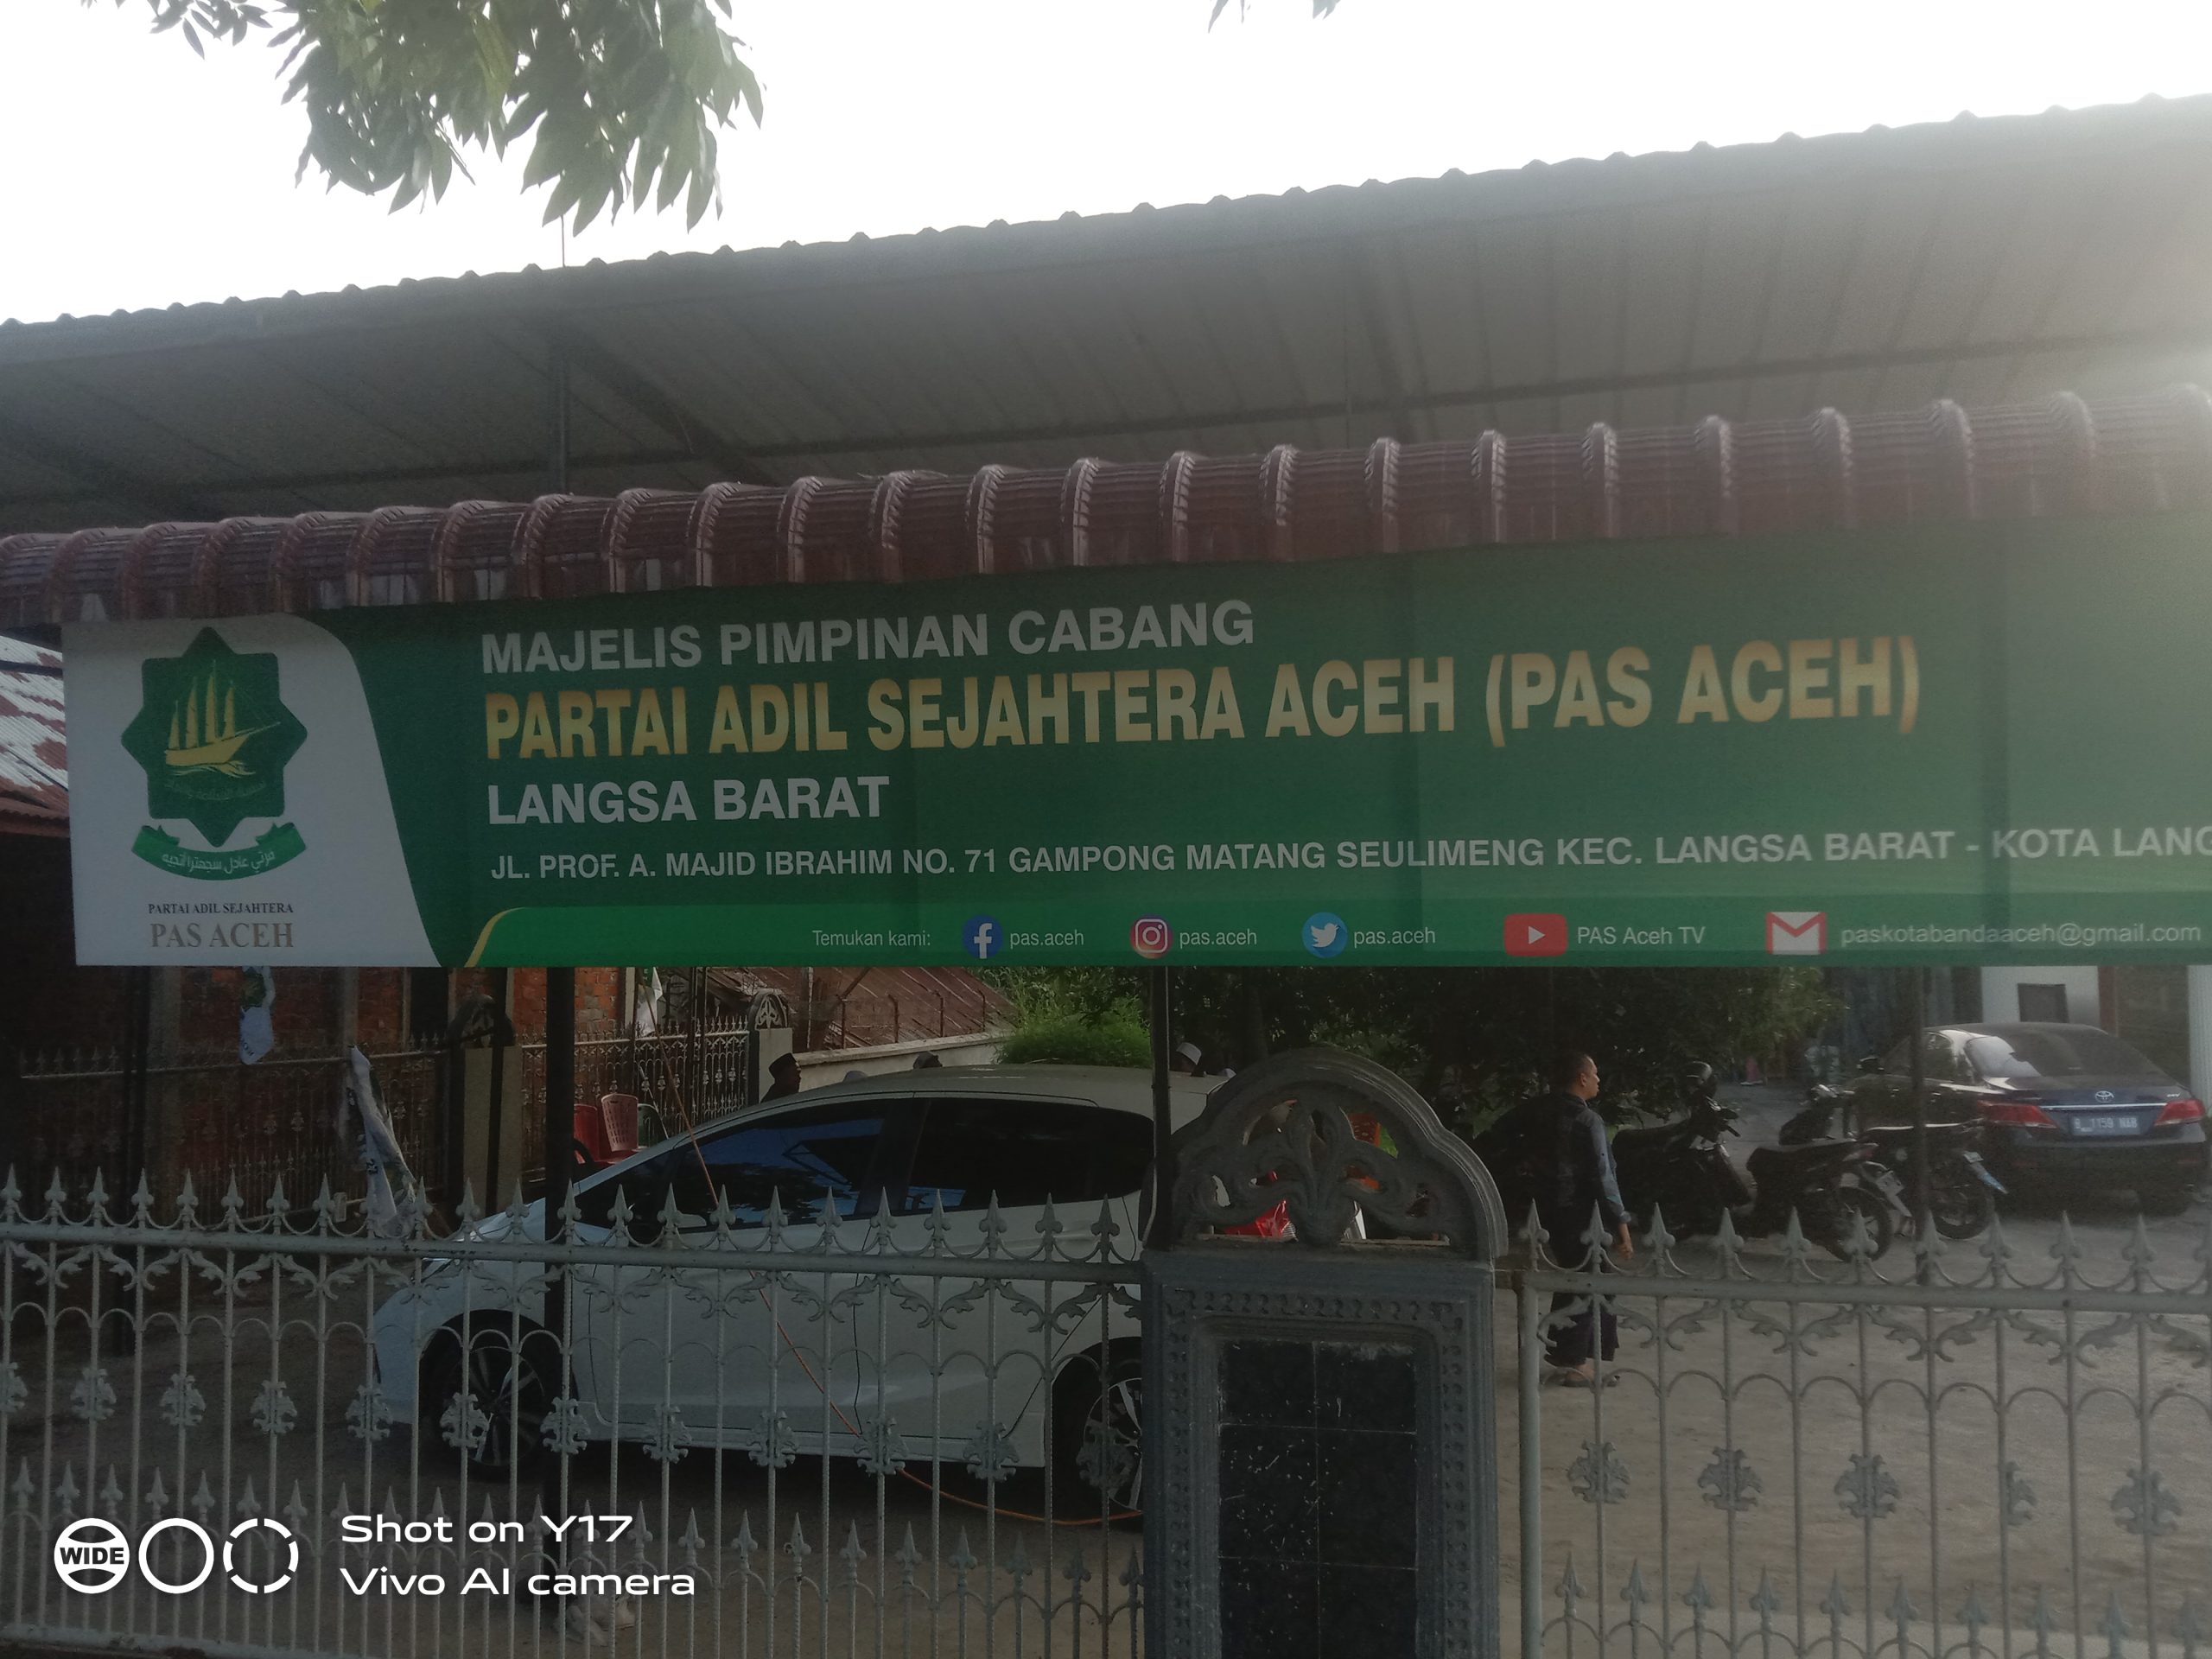 MAJELIS PIMPINAN CABANG
PARTAI ADIL SEJAHTERA ACEH (PAS ACEH)
LANGSA BARAT
JL. PROF. A. MAJID IBRAHIM NO. 71 GAMPONG MATANG SEULIMENG KEC. LANGSA BARAT - KOTA LANG
Temukan kami: pas.aceh pas.aceh pas.aceh PAS Aceh TV paskotabandaaceh@gmail.com
PARTAI ADIL SEJAHTERA
PAS ACEH
WIDE
Shot on Y17
Vivo AI camera